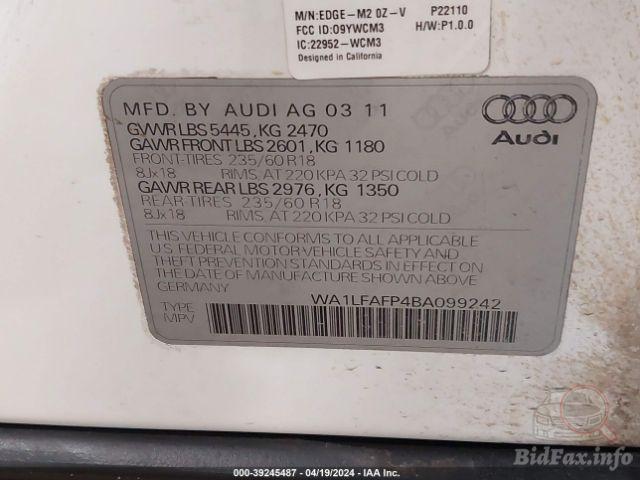 M/N:EDGE-M2 0Z-V P22110
FCC ID:O9YWCM3 H/W:P1.0.0
IC:22952-WCM3
Designed in California
MFD. BY AUDI AG 03 11
GVWR LBS 5445, KG 2470
GAWR FRONT LBS 2601, KG 1180
FRONT-TIRES 235/60 R18
8Jx18 RIMS, AT 220 KPA 32 PSI COLD
GAWR REAR LBS 2976, KG 1350
REAR-TIRES 235/60 R18
8Jx18 RIMS, AT 220 KPA 32 PSI COLD
Audi
THIS VEHICLE CONFORMS TO ALL APPLICABLE
U.S. FEDERAL MOTOR VEHICLE SAFETY AND
THEFT PREVENTION STANDARDS IN EFFECT ON THE
DATE OF MANUFACTURE SHOWN ABOVE
GERMANY
WA1LFAFP4BA099242
TYPE
MPV
000-39245487 - 04/19/2024 - IAA Inc.
BidFax.info